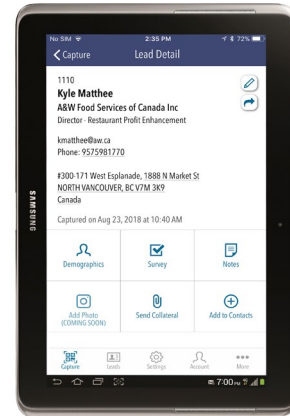 No SIM 2:35 PM 72%
Capture Lead Detail
1110
Kyle Matthee
A&W Food Services of Canada Inc
Director - Restaurant Profit Enhancement
kmatthee@aw.ca
Phone: 9575981770
#300-171 West Esplanade, 1888 N Market St
NORTH VANCOUVER, BC V7M 3K9
Canada
Captured on Aug 23, 2018 at 10:40 AM
Demographics Survey Notes
Add Photo Send Collateral Add to Contacts
(COMING SOON)
Capture Leads Settings Account More
7:00 PM
SAMSUNG